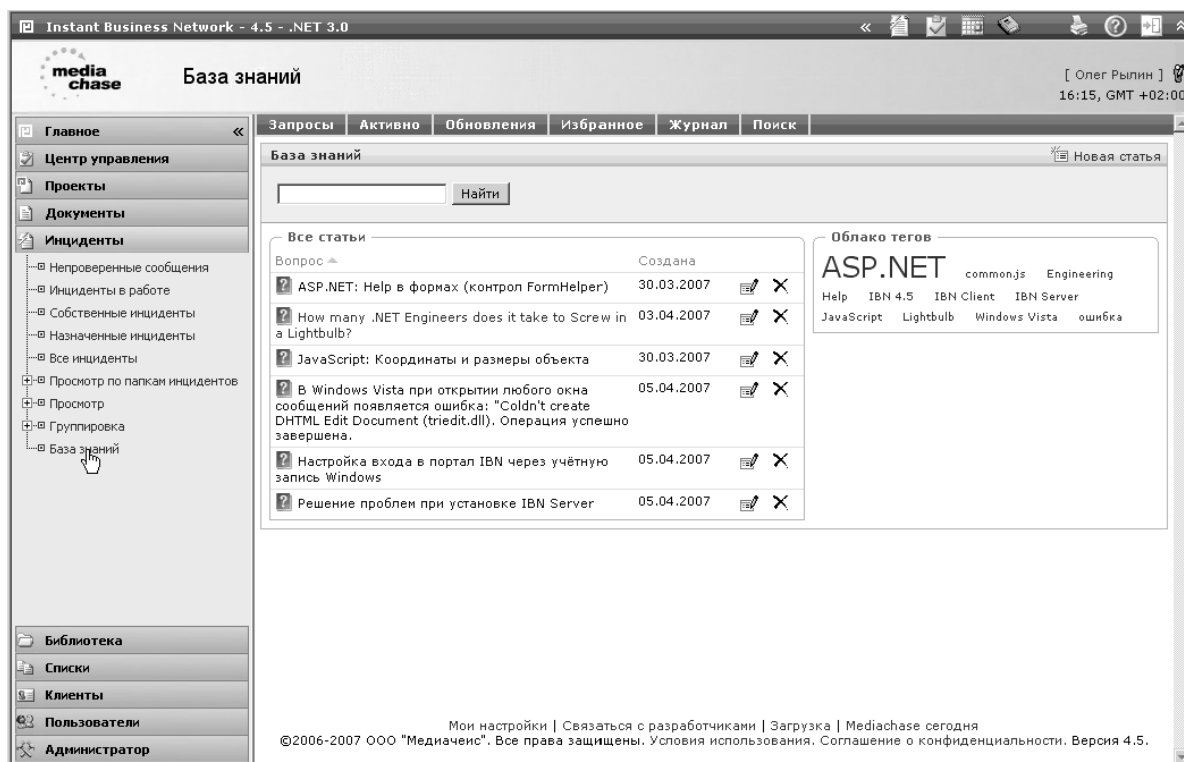 Instant Business Network - 4.5 - .NET 3.0
media
chase
База знаний
[ Олег Рылин ]
16:15, GMT +02:00
Главное
Центр управления
Проекты
Документы
Инциденты
Непроверенные сообщения
Инциденты в работе
Собственные инциденты
Назначенные инциденты
Все инциденты
Просмотр по папкам инцидентов
Просмотр
Группировка
База знаний
Библиотека
Списки
Клиенты
Пользователи
Администратор
Запросы Активно Обновления Избранное Журнал Поиск
База знаний
Новая статья
Найти
Все статьи
Вопрос Создана
ASP.NET: Help в формах (контрол FormHelper) 30.03.2007
How many .NET Engineers does it take to Screw in 03.04.2007
a Lightbulb?
JavaScript: Координаты и размеры объекта 30.03.2007
В Windows Vista при открытии любого окна 05.04.2007
сообщений появляется ошибка: "Coldn't create
DHTML Edit Document (triedit.dll). Операция успешно
завершена.
Настройка входа в портал IBN через учётную 05.04.2007
запись Windows
Решение проблем при установке IBN Server 05.04.2007
Облако тегов
ASP.NET common.js Engineering
Help IBN 4.5 IBN Client IBN Server
JavaScript Lightbulb Windows Vista ошибка
Мои настройки | Связаться с разработчиками | Загрузка | Mediachase сегодня
©2006-2007 ООО "Медиачеис". Все права защищены. Условия использования. Соглашение о конфиденциальности. Версия 4.5.